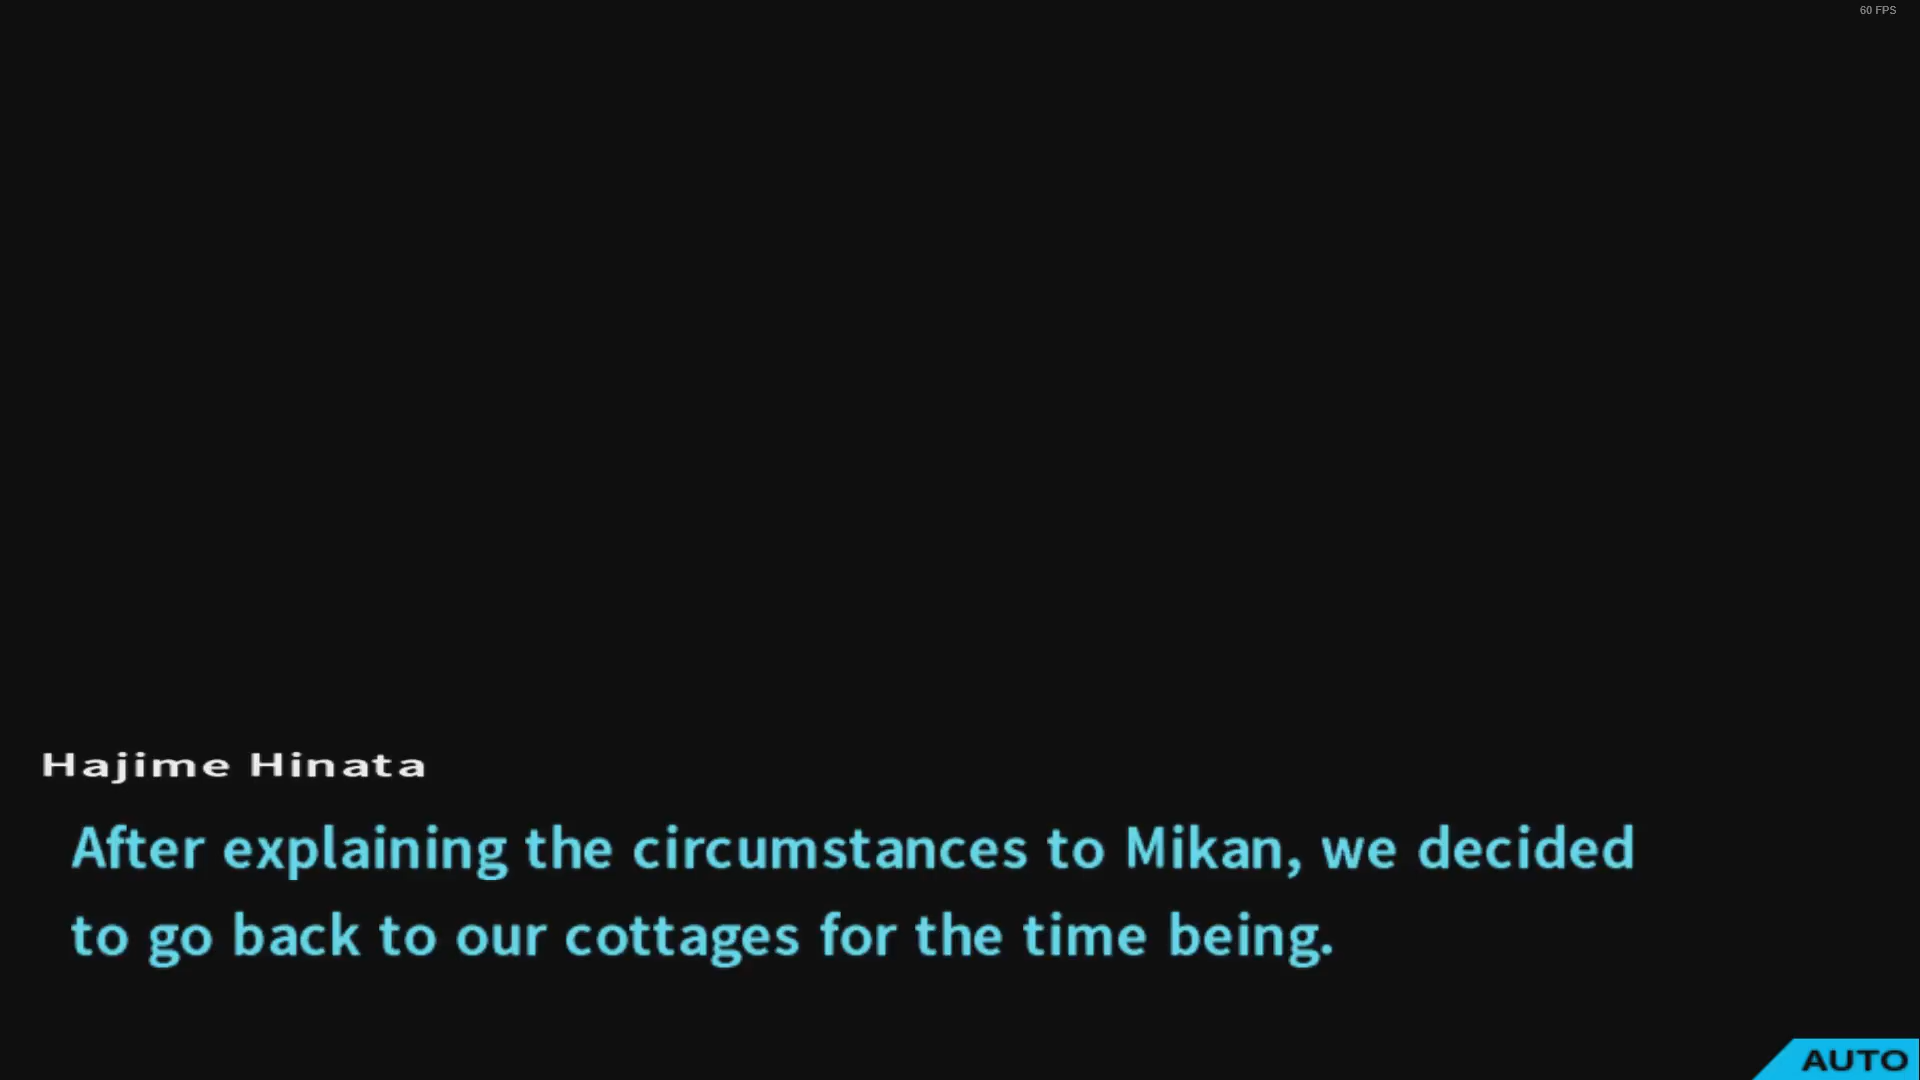 60 FPS
Hajime Hinata
After explaining the circumstances to Mikan, we decided
to go back to our cottages for the time being.
AUTO